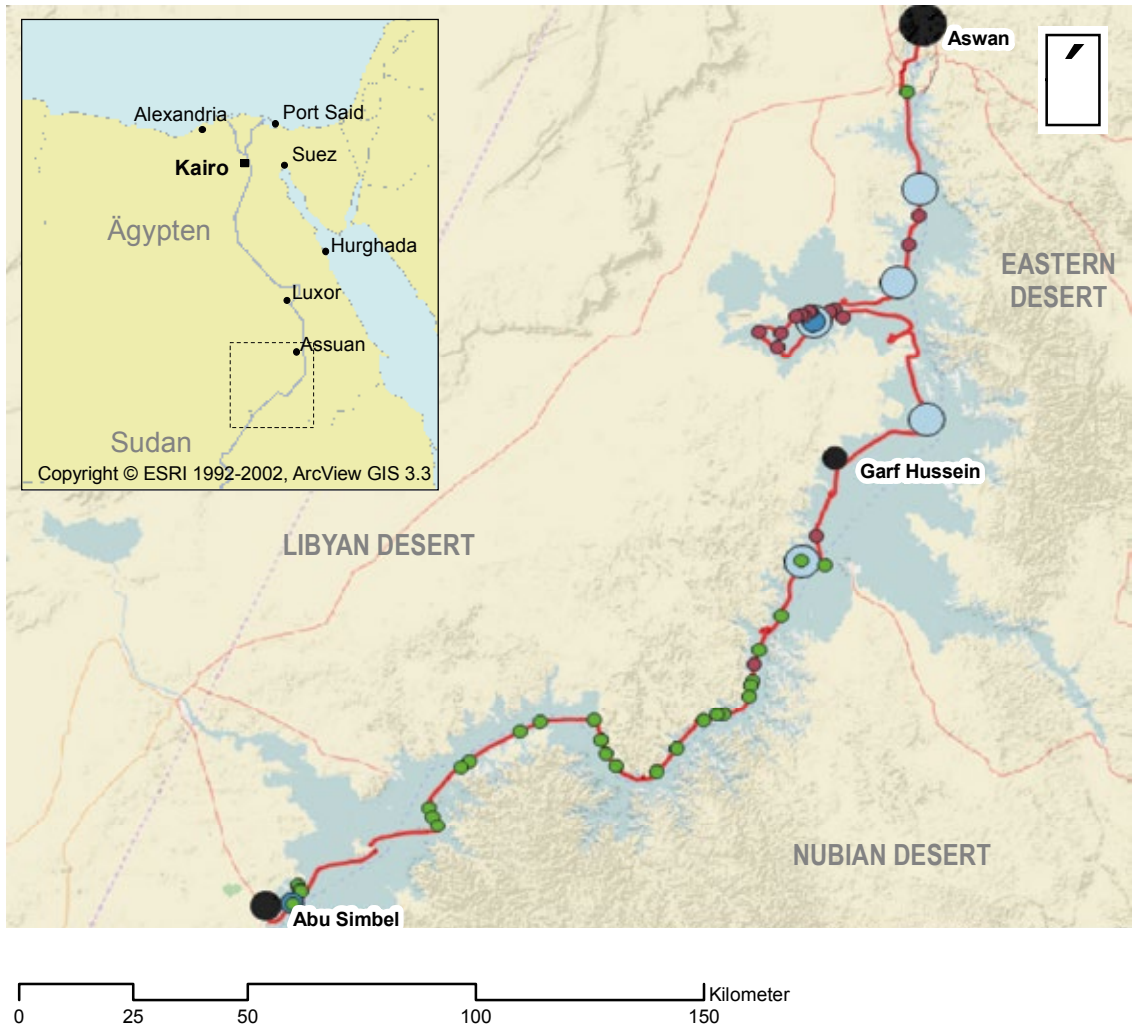 Aswan
Alexandria
Port Said
Suez
Kairo
Ägypten
Hurghada
Luxor
Assuan
Sudan
Copyright © ESRI 1992-2002, ArcView GIS 3.3
EASTERN
DESERT
Garf Hussein
LIBYAN DESERT
NUBIAN DESERT
Abu Simbel
Kilometer
0 25 50 100 150